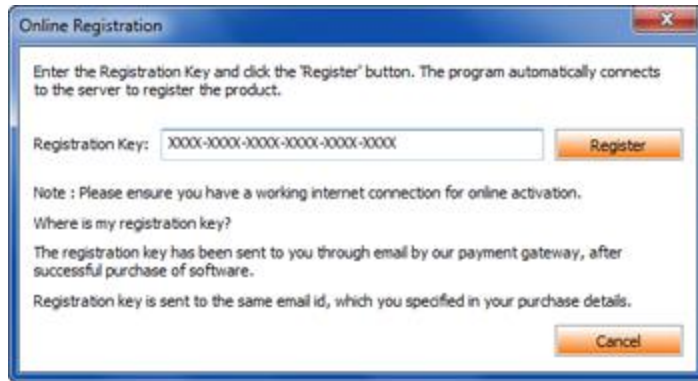 Online Registration
Enter the Registration Key and click the 'Register' button. The program automatically connects
to the server to register the product.
Registration Key: XXXX-XXXX-XXXX-XXXX-XXXX-XXXX Register
Note : Please ensure you have a working internet connection for online activation.
Where is my registration key?
The registration key has been sent to you through email by our payment gateway, after
successful purchase of software.
Registration key is sent to the same email id, which you specified in your purchase details.
Cancel